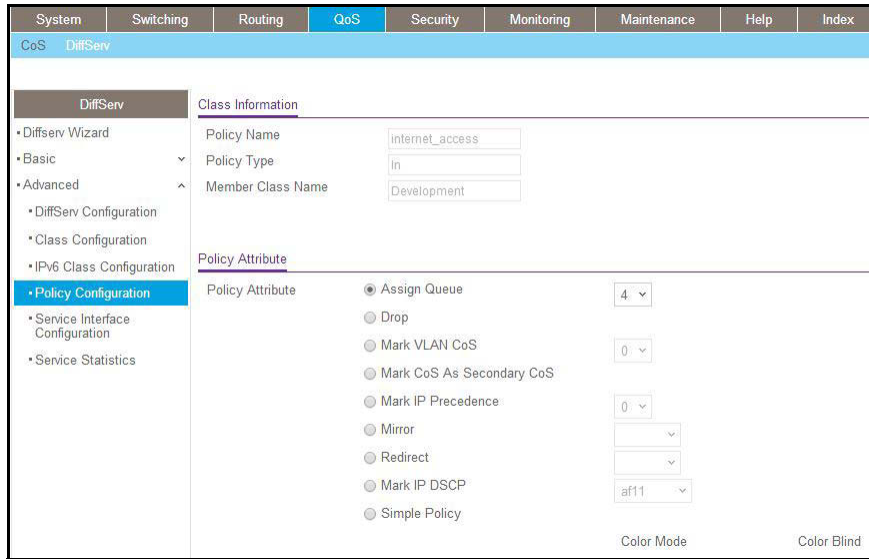 System Switching Routing QoS Security Monitoring Maintenance Help Index
CoS DiffServ
DiffServ
Diffserv Wizard
Basic
Advanced
DiffServ Configuration
Class Configuration
IPv6 Class Configuration
Policy Configuration
Service Interface
Configuration
Service Statistics
Class Information
Policy Name internet_access
Policy Type In
Member Class Name Development
Policy Attribute
Policy Attribute Assign Queue 4
Drop
Mark VLAN CoS 0
Mark CoS As Secondary CoS
Mark IP Precedence 0
Mirror
Redirect
Mark IP DSCP af11
Simple Policy
Color Mode Color Blind